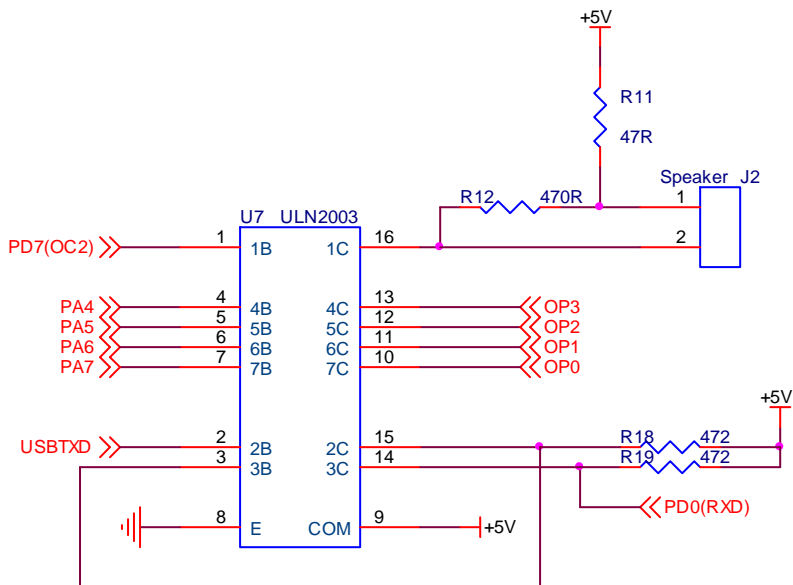 +5V
R11
47R
Speaker J2
R12 470R
1
2
U7 ULN2003
PD7(OC2) 1 1B 1C 16
PA4 4 4B 4C 13 OP3
PA5 5 5B 5C 12 OP2
PA6 6 6B 6C 11 OP1
PA7 7 7B 7C 10 OP0
+5V
USBTXD 2 2B 2C 15 R18 472
3 3B 3C 14 R19 472
PD0(RXD)
8 E COM 9 +5V